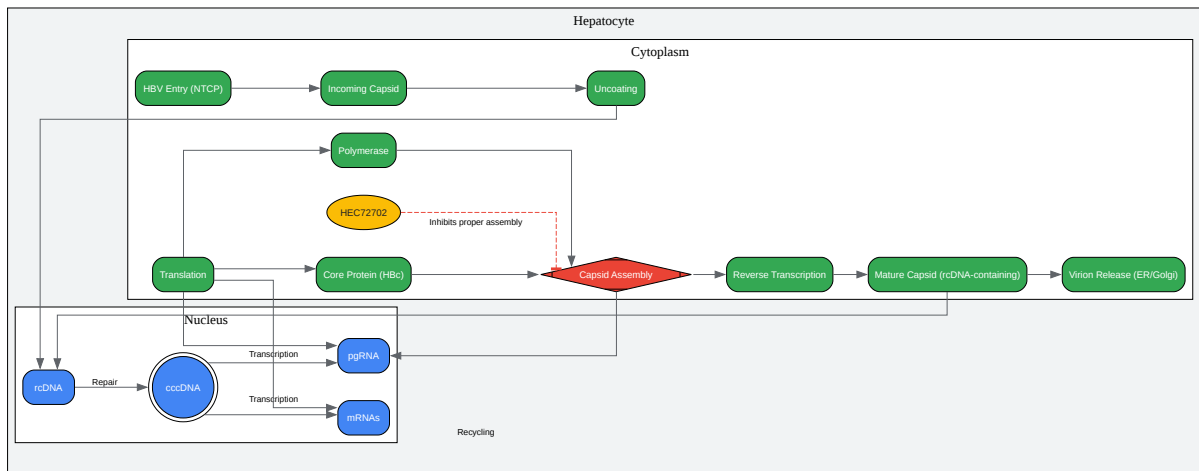 Hepatocyte
Cytoplasm
HBV Entry (NTCP)
Incoming Capsid
Uncoating
Polymerase
HEC72702
Inhibits proper assembly
Translation
Core Protein (HBc)
Capsid Assembly
Reverse Transcription
Mature Capsid (rcDNA-containing)
Virion Release (ER/Golgi)
Nucleus
Transcription
pgRNA
rcDNA
Repair
cccDNA
Transcription
mRNAs
Recycling